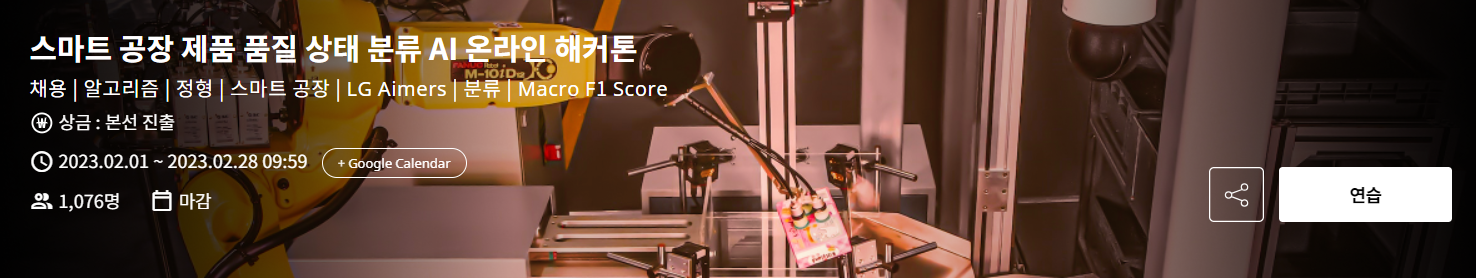 스마트 공장 제품 품질 상태 분류 AI 온라인 해커톤
채용 | 알고리즘 | 정형 | 스마트 공장 | LG Aimers | 분류 | Macro F1 Score
상금 : 본선 진출
2023.02.01 ~ 2023.02.28 09:59 + Google Calendar
1,076명 마감
연습